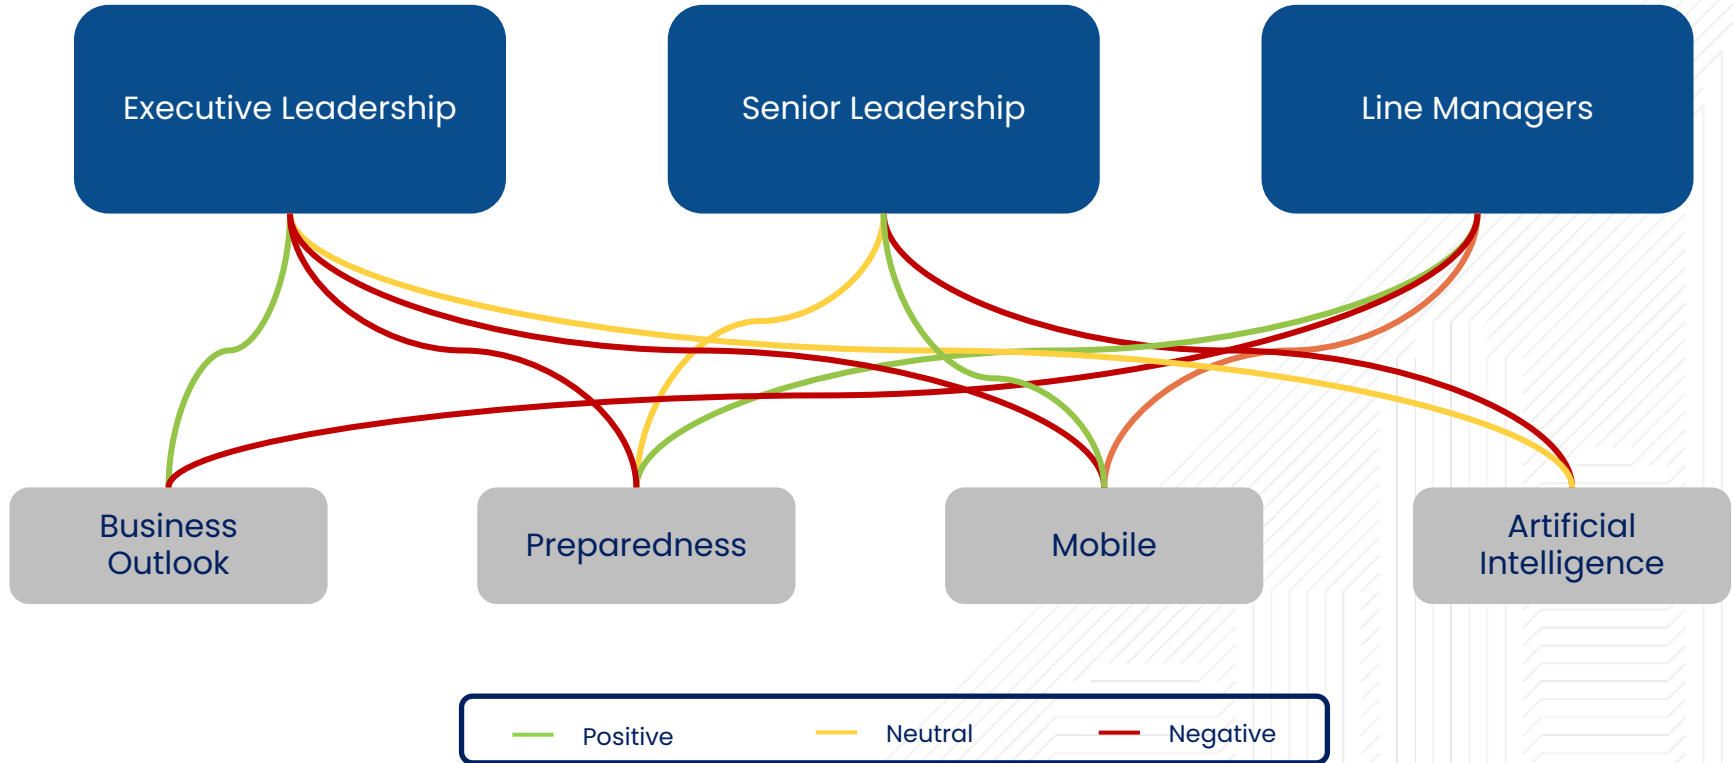 Executive Leadership
Senior Leadership
Line Managers
Business
Outlook
Preparedness
Mobile
Artificial
Intelligence
Positive
Neutral
Negative